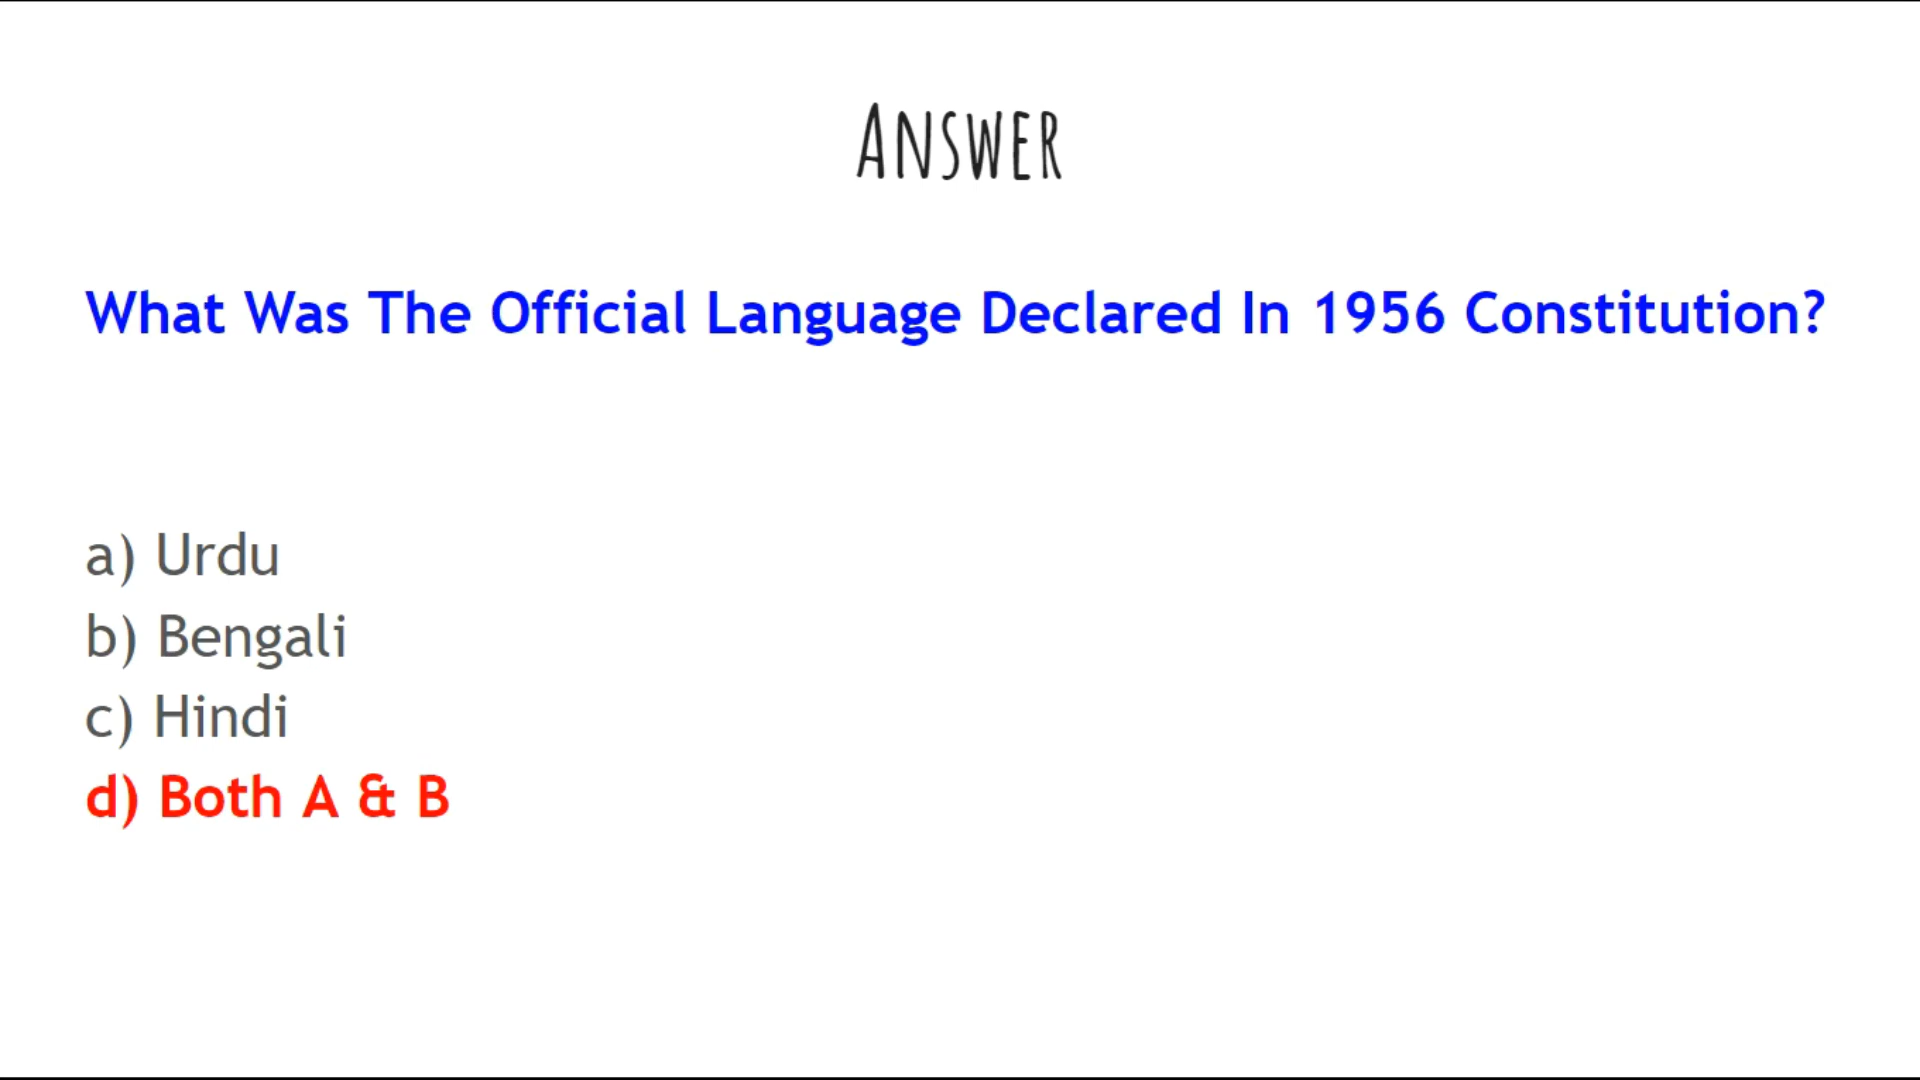 Answer
What Was The Official Language Declared In 1956 Constitution?
a) Urdu
b) Bengali
c) Hindi
d) Both A & B